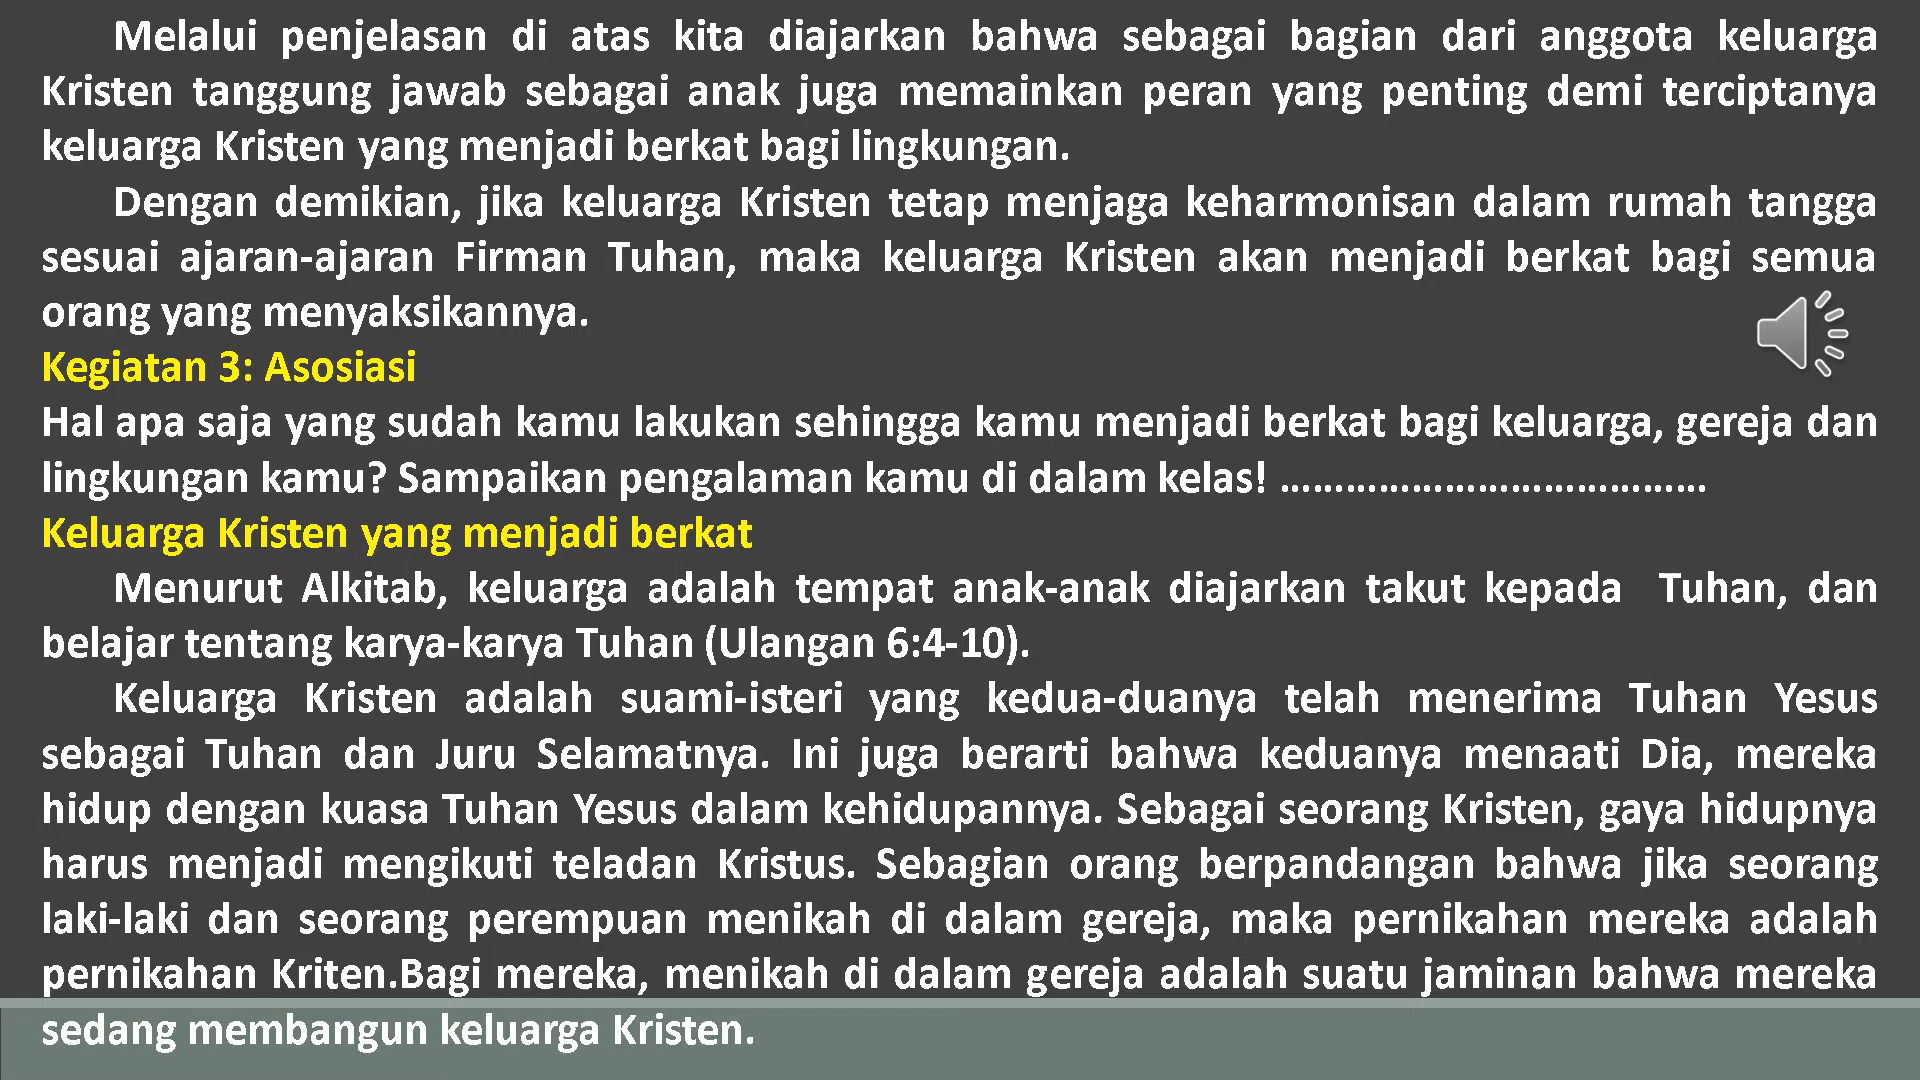 Melalui penjelasan di atas kita diajarkan bahwa sebagai bagian dari anggota keluarga
Kristen tanggung jawab sebagai anak juga memainkan peran yang penting demi terciptanya
keluarga Kristen yang menjadi berkat bagi lingkungan.
Dengan demikian, jika keluarga Kristen tetap menjaga keharmonisan dalam rumah tangga
sesuai ajaran-ajaran Firman Tuhan, maka keluarga Kristen akan menjadi berkat bagi semua
orang yang menyaksikannya.
Kegiatan 3: Asosiasi
Hal apa saja yang sudah kamu lakukan sehingga kamu menjadi berkat bagi keluarga, gereja dan
lingkungan kamu? Sampaikan pengalaman kamu di dalam kelas! …………………………………
Keluarga Kristen yang menjadi berkat
Menurut Alkitab, keluarga adalah tempat anak-anak diajarkan takut kepada  Tuhan, dan
belajar tentang karya-karya Tuhan (Ulangan 6:4-10).
Keluarga Kristen adalah suami-isteri yang kedua-duanya telah menerima Tuhan Yesus
sebagai Tuhan dan Juru Selamatnya. Ini juga berarti bahwa keduanya menaati Dia, mereka
hidup dengan kuasa Tuhan Yesus dalam kehidupannya. Sebagai seorang Kristen, gaya hidupnya
harus menjadi mengikuti teladan Kristus. Sebagian orang berpandangan bahwa jika seorang
laki-laki dan seorang perempuan menikah di dalam gereja, maka pernikahan mereka adalah
pernikahan Kriten.Bagi mereka, menikah di dalam gereja adalah suatu jaminan bahwa mereka
sedang membangun keluarga Kristen.